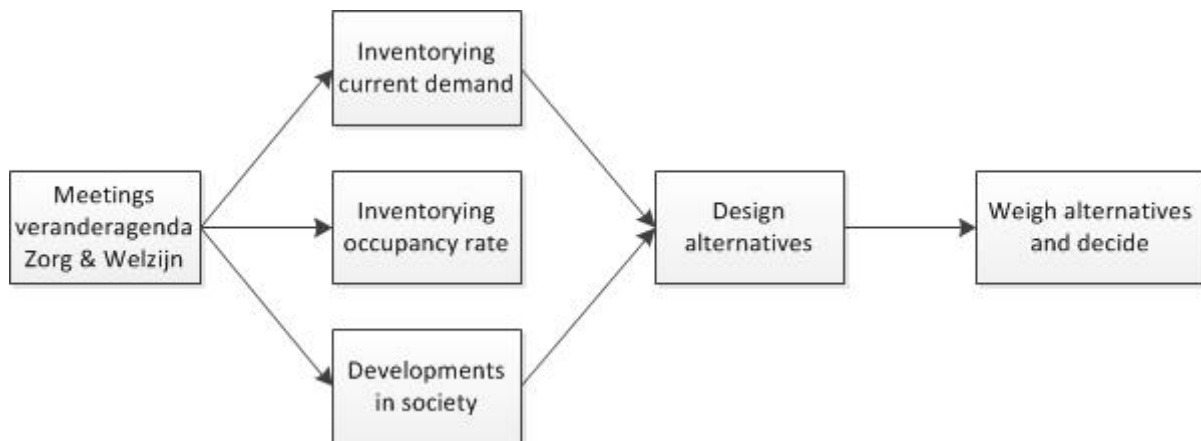 Meetings
veranderagenda
Zorg & Welzijn
Inventorying
current demand
Inventorying
occupancy rate
Developments
in society
Design
alternatives
Weigh alternatives
and decide